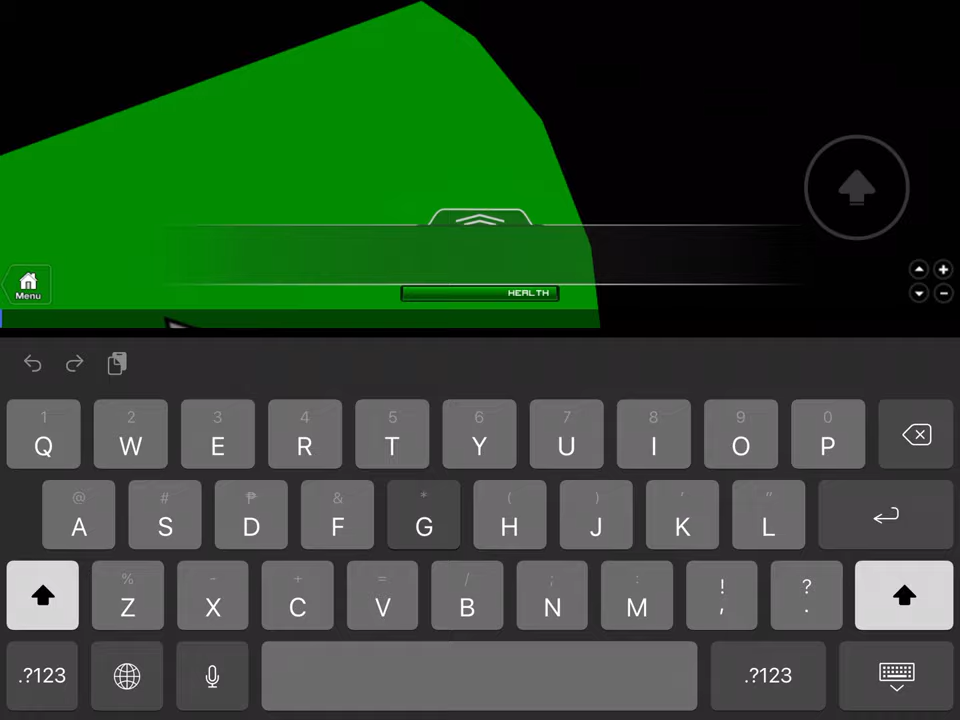 Menu
HEALTH
1 2 3 4 5 6 7 8 9 0
Q W E R T Y U I O P
@ # ₱ & * ( ) ' "
A S D F G H J K L
% - + = / ; : ! ?
Z X C V B N M , .
.?123 .?123